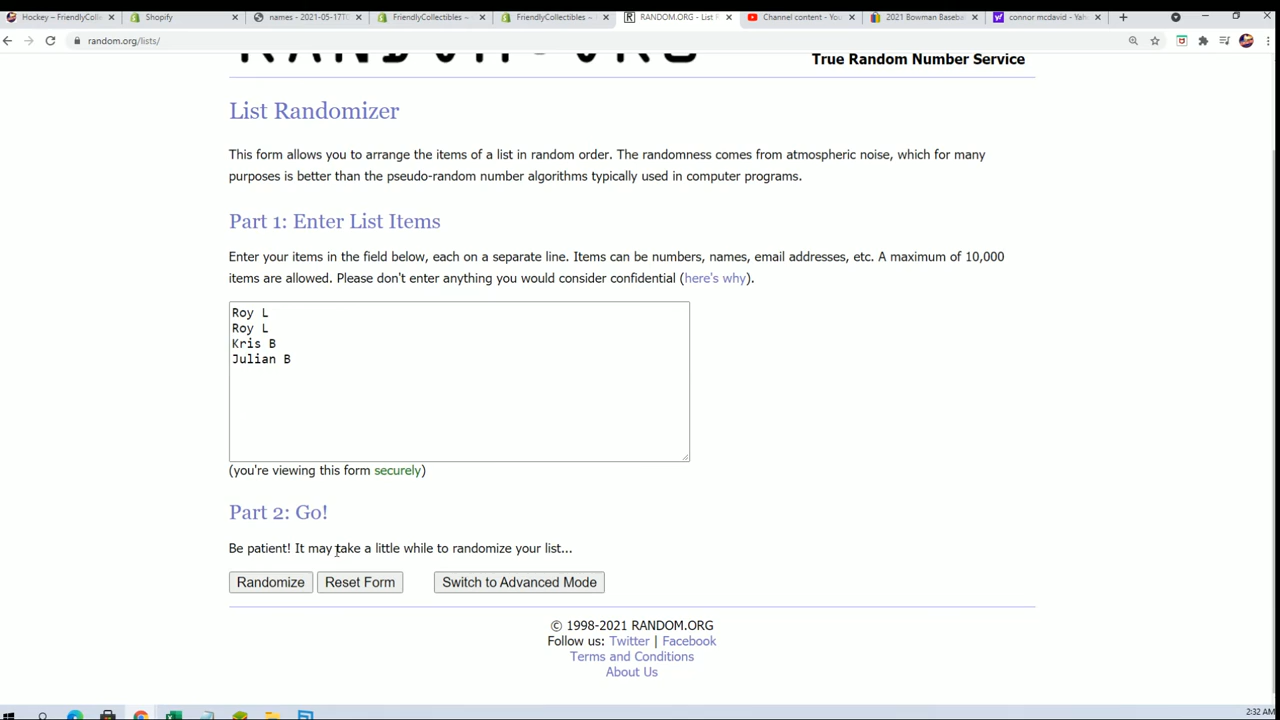 Hockey – FriendlyColle
Shopify
names - 2021-05-17T0
FriendlyCollectibles ~
FriendlyCollectibles ~
RANDOM.ORG - List R
Channel content - You
2021 Bowman Baseba
connor mcdavid - Yah
random.org/lists/
RANDOM.ORG
True Random Number Service
List Randomizer
This form allows you to arrange the items of a list in random order. The randomness comes from atmospheric noise, which for many
purposes is better than the pseudo-random number algorithms typically used in computer programs.
Part 1: Enter List Items
Enter your items in the field below, each on a separate line. Items can be numbers, names, email addresses, etc. A maximum of 10,000
items are allowed. Please don't enter anything you would consider confidential (here's why).
Roy L
Roy L
Kris B
Julian B
(you're viewing this form securely)
Part 2: Go!
Be patient! It may take a little while to randomize your list...
Randomize Reset Form Switch to Advanced Mode
© 1998-2021 RANDOM.ORG
Follow us: Twitter | Facebook
Terms and Conditions
About Us
2:32 AM